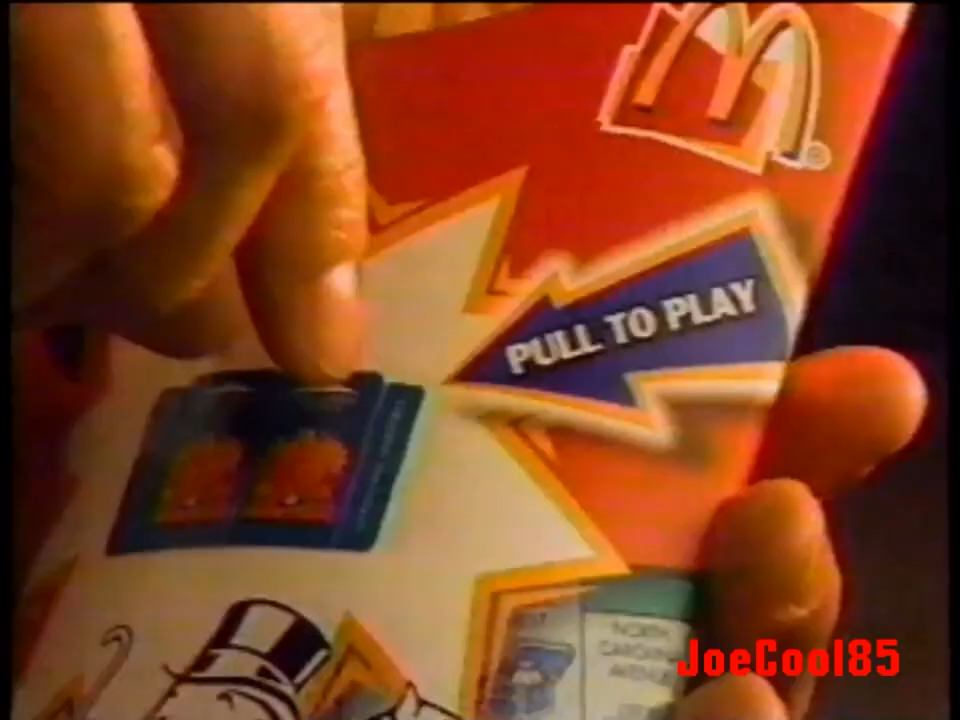 M®
PULL TO PLAY
NORTH
CAROLINA
AVENUE
JoeCool85